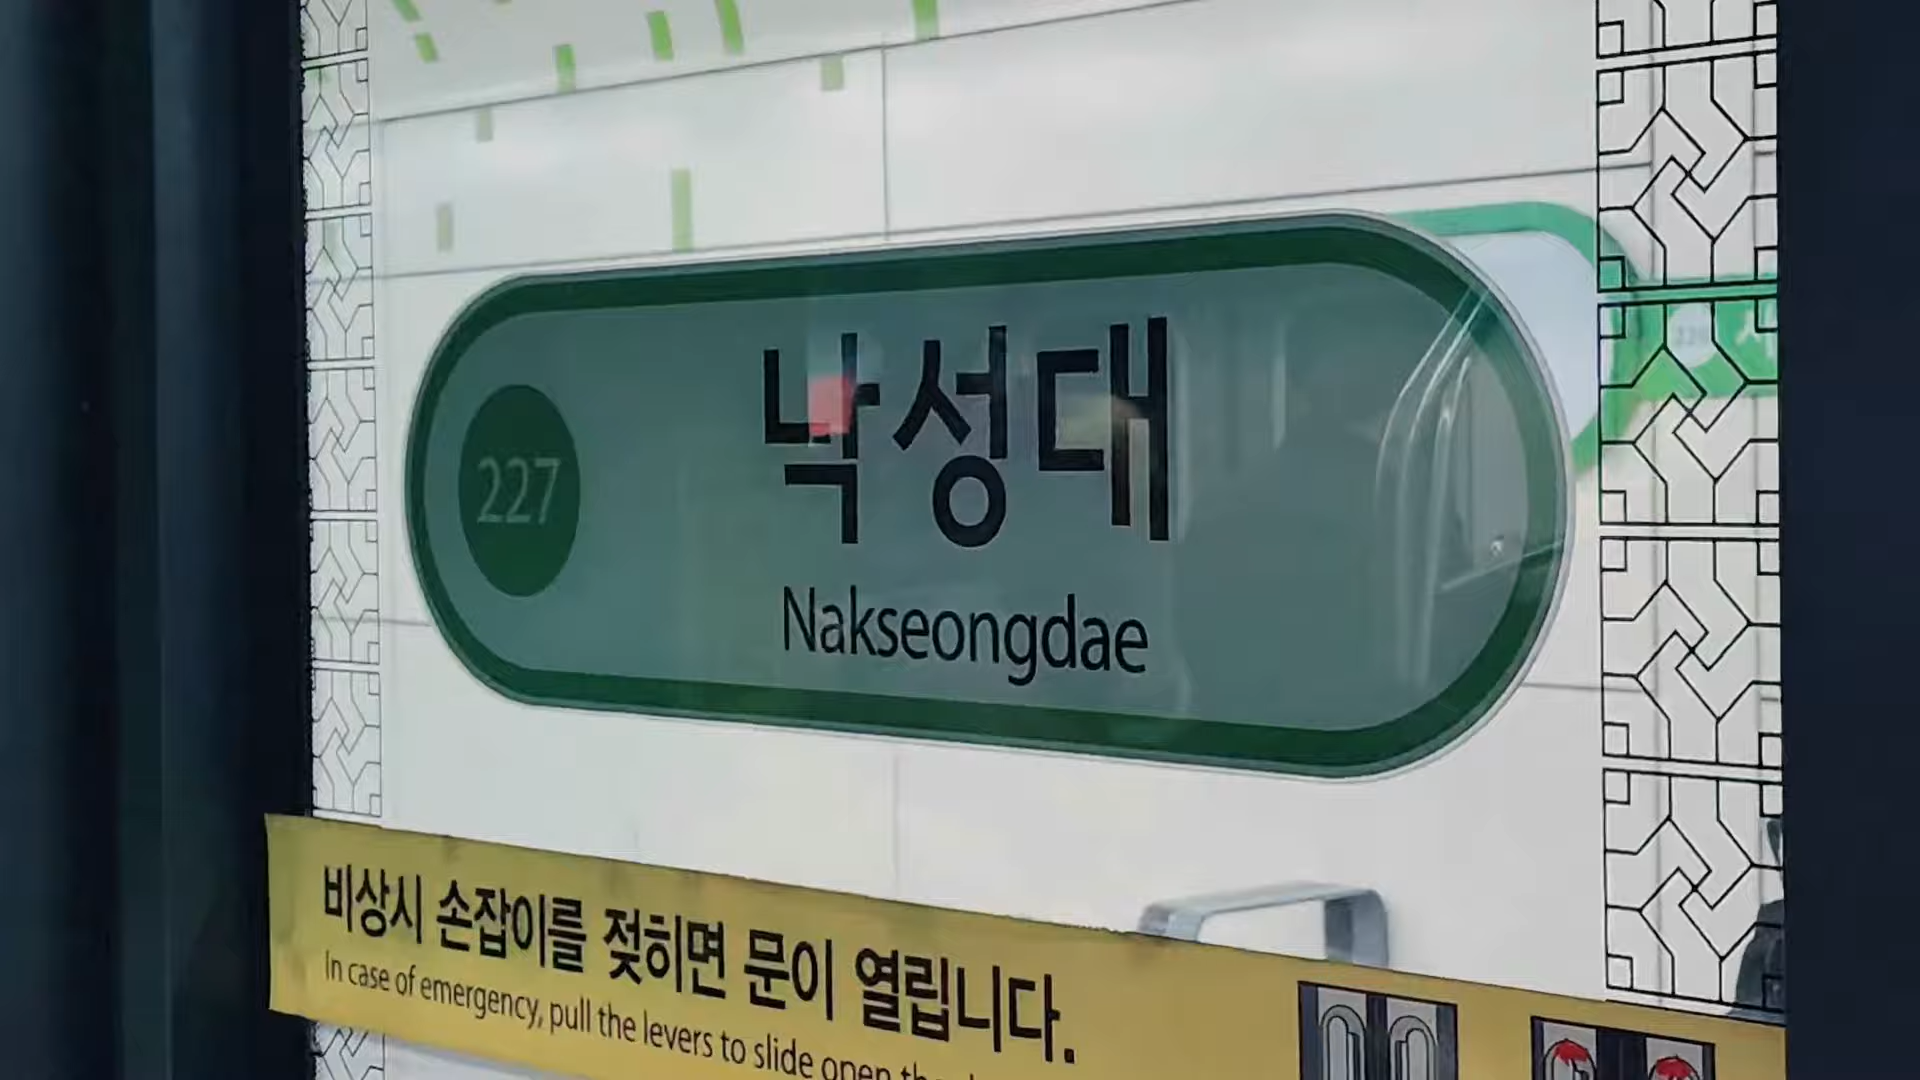 227
낙성대
Nakseongdae
비상시 손잡이를 젖히면 문이 열립니다.
In case of emergency, pull the levers to slide open